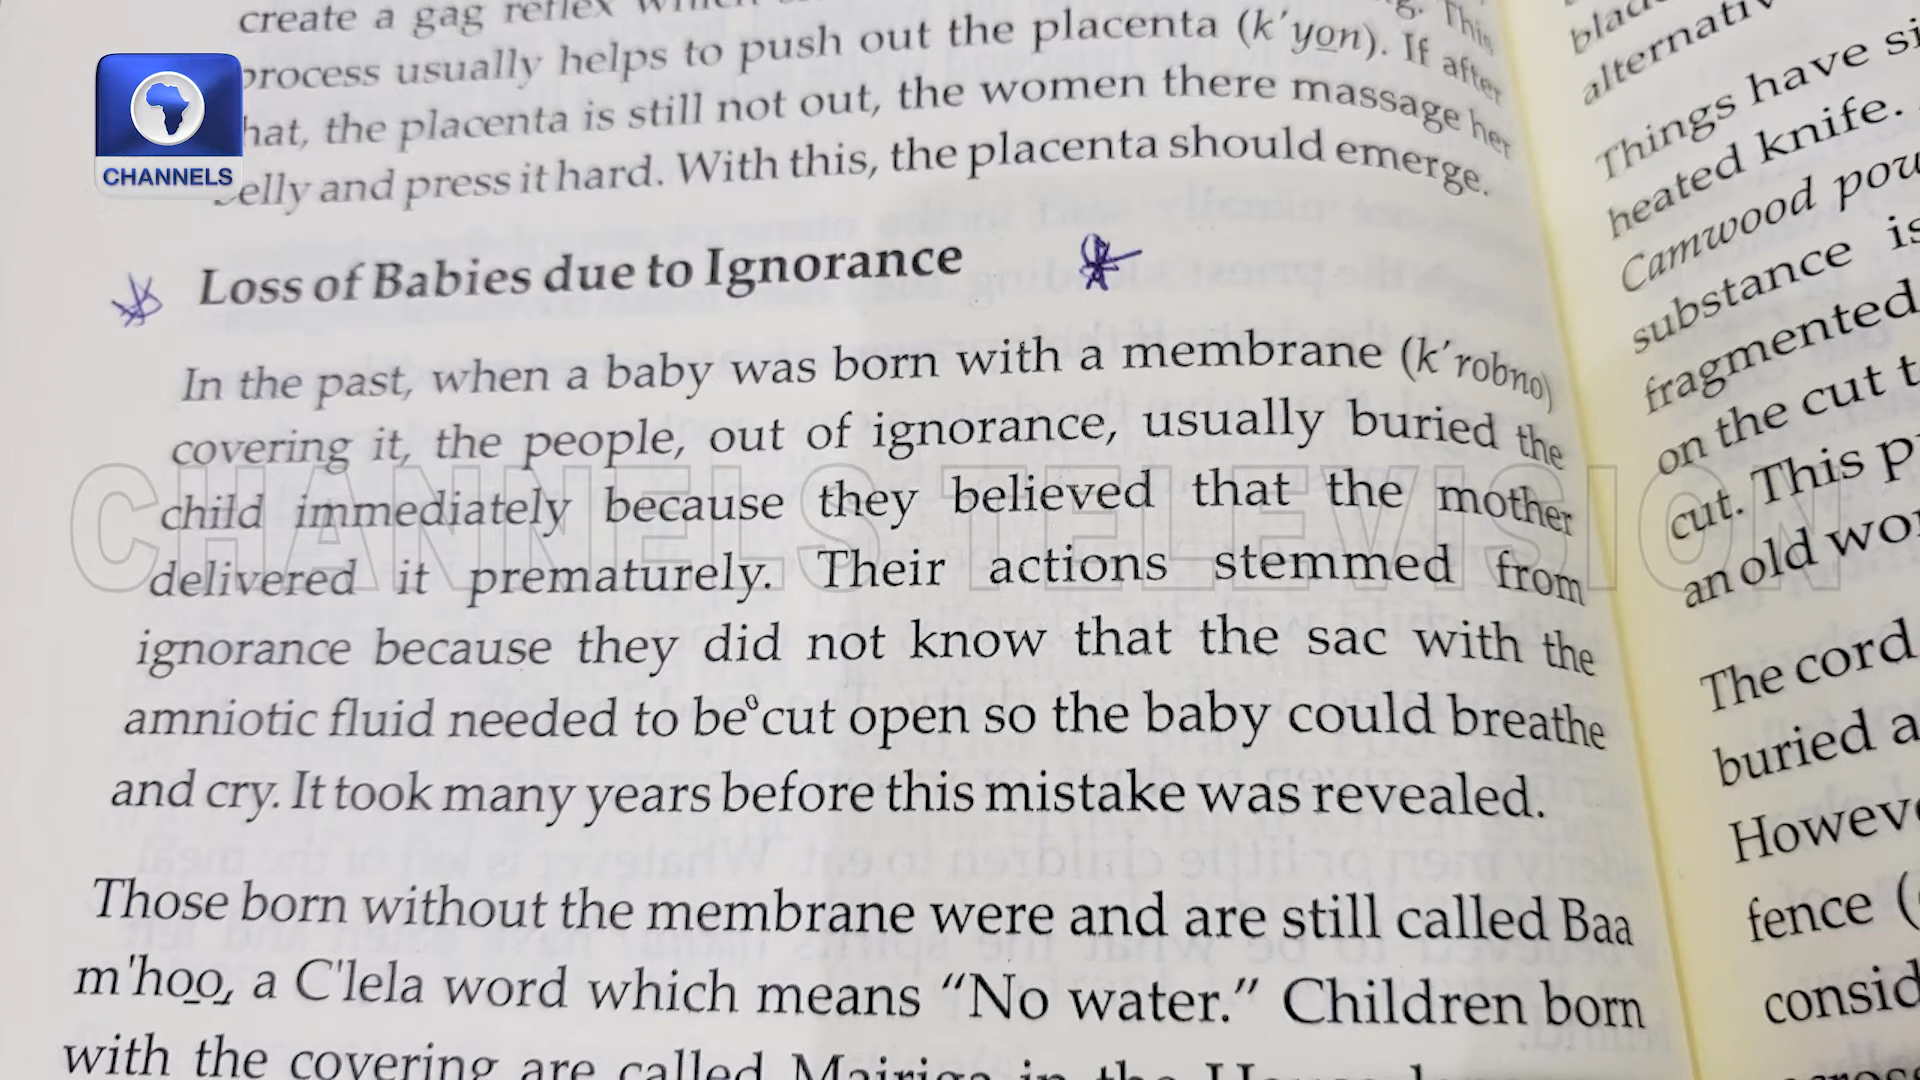 create a gag reflex
process usually helps to push out the placenta (k'yon). If after
hat, the placenta is still not out, the women there massage her
elly and press it hard. With this, the placenta should emerge.
Loss of Babies due to Ignorance
In the past, when a baby was born with a membrane (k'robno)
covering it, the people, out of ignorance, usually buried the
child immediately because they believed that the mother
delivered it prematurely. Their actions stemmed from
ignorance because they did not know that the sac with the
amniotic fluid needed to be cut open so the baby could breathe
and cry. It took many years before this mistake was revealed.
Those born without the membrane were and are still called Baa
m'hoo, a C'lela word which means "No water." Children born
with the covering are called Mairiga in the
alternativ
Things have si
heated knife.
Camwood pow
substance is
fragmented
on the cut t
cut. This p
an old wo
The cord
buried a
Howeve
fence (
consid
CHANNELS
CHANNELS TELEVISION